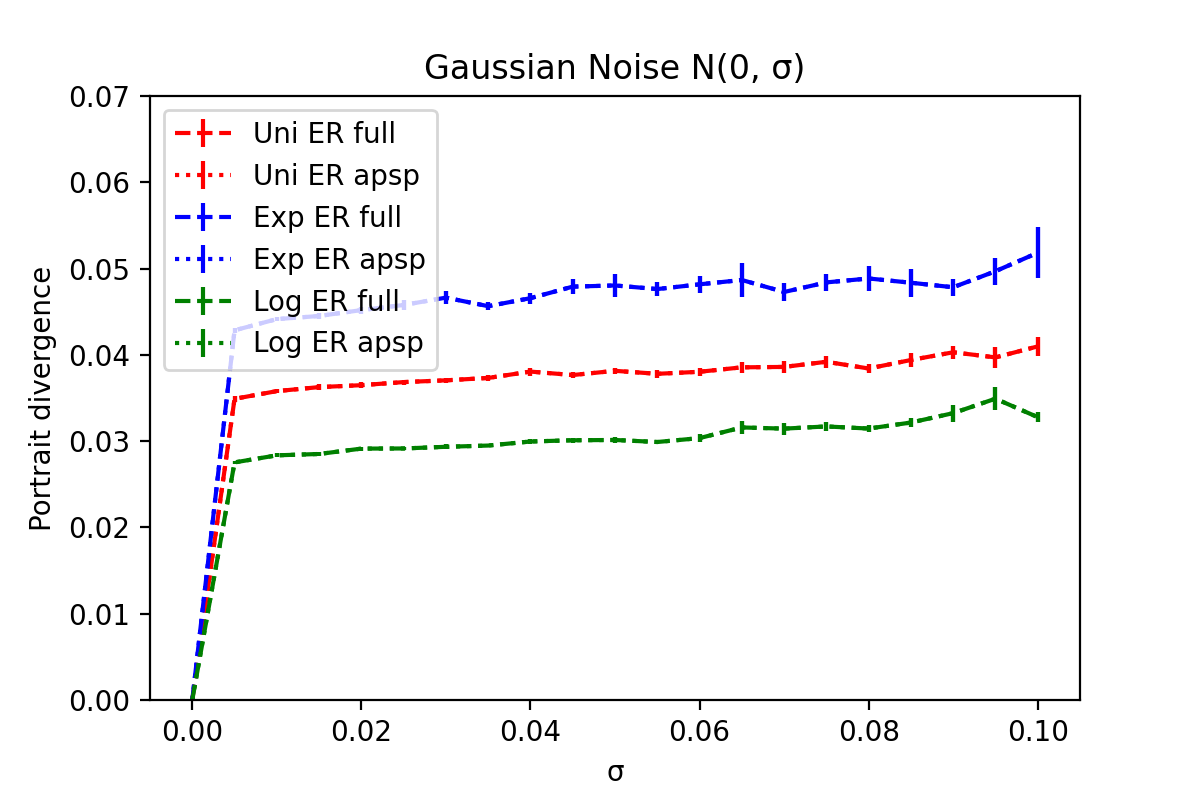 Gaussian Noise N(0, σ)
0.07
0.06
0.05
0.04
0.03
0.02
0.01
0.00
Portrait divergence
Uni ER full
Uni ER apsp
Exp ER full
Exp ER apsp
Log ER full
Log ER apsp
0.00 0.02 0.04 0.06 0.08 0.10
σ